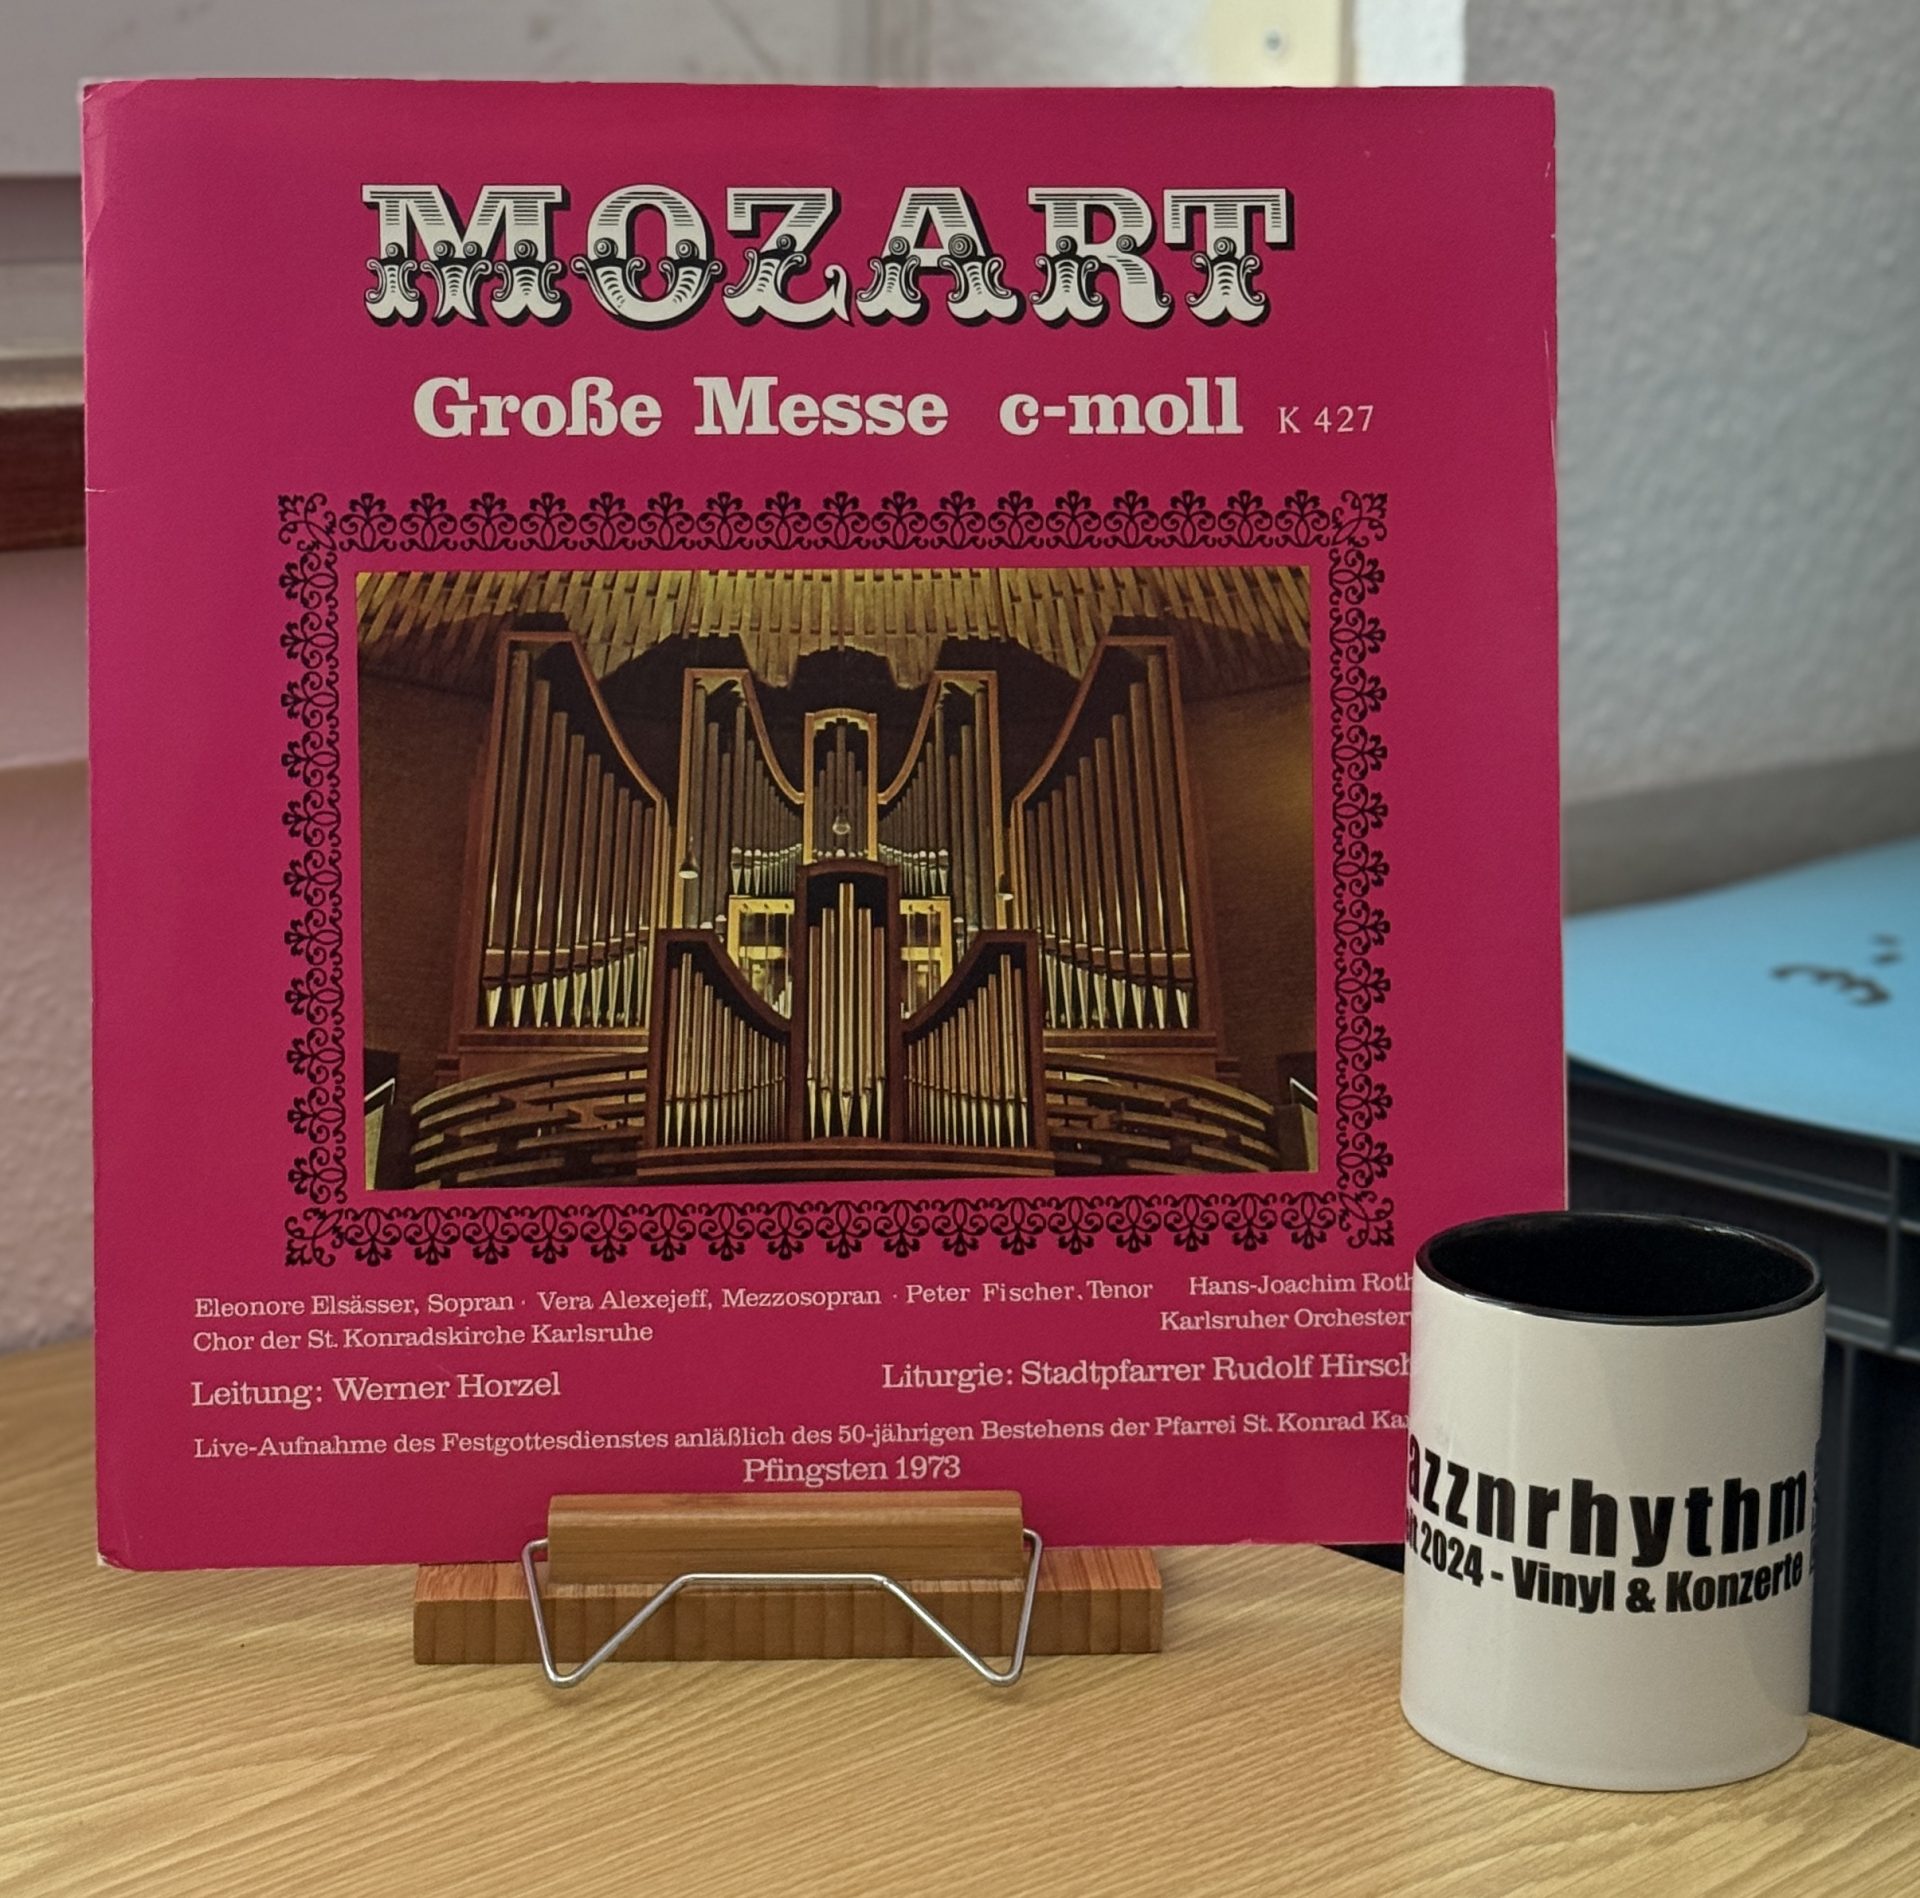 MOZART
Große Messe c-moll K 427
Eleonore Elsässer, Sopran · Vera Alexejeff, Mezzosopran · Peter Fischer, Tenor Hans-Joachim Roth
Chor der St. Konradskirche Karlsruhe
Karlsruher Orchester
Leitung: Werner Horzel
Liturgie: Stadtpfarrer Rudolf Hirsch
Live-Aufnahme des Festgottesdienstes anläßlich des 50-jährigen Bestehens der Pfarrei St. Konrad
Pfingsten 1973
azznrhythm
2024 - Vinyl & Konzerte